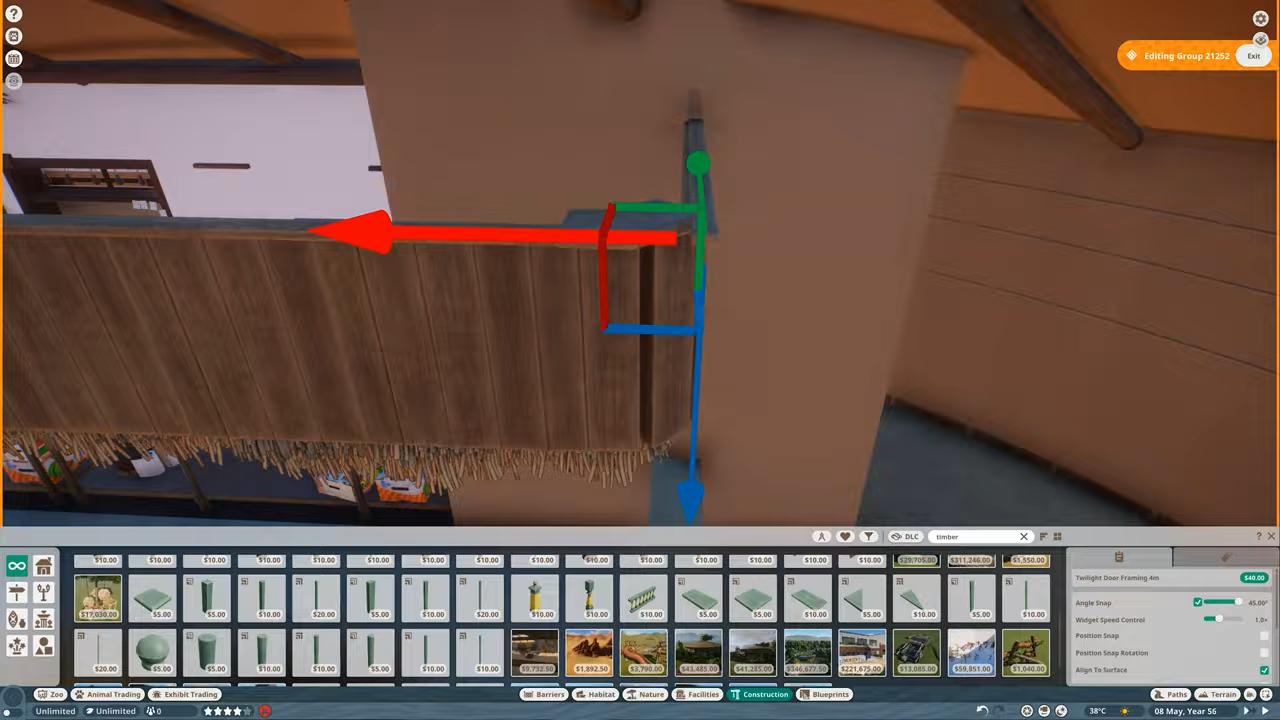 Editing Group 21252
Exit
DLC
timber
$10.00 $10.00 $10.00 $10.00 $10.00 $10.00 $10.00 $10.00 $10.00 $10.00 $10.00 $10.00 $10.00 $10.00 $10.00 $29,705.00 $311,246.00 $1,550.00
$17,030.00 $5.00 $5.00 $10.00 $20.00 $5.00 $10.00 $10.00 $10.00 $10.00 $10.00 $5.00 $5.00 $10.00 $5.00 $10.00 $5.00 $10.00
$20.00 $5.00 $5.00 $10.00 $10.00 $5.00 $10.00 $10.00 $9,732.50 $1,892.50 $3,790.00 $43,485.00 $41,285.00 $346,677.50 $221,675.00 $13,085.00 $59,851.00 $1,040.00
Twilight Door Framing 4m $40.00
Angle Snap 45.00°
Widget Speed Control 1.0×
Position Snap
Position Snap Rotation
Align To Surface
Zoo Animal Trading Exhibit Trading Barriers Habitat Nature Facilities Construction Blueprints Paths Terrain
Unlimited Unlimited 0 38°C 08 May, Year 56